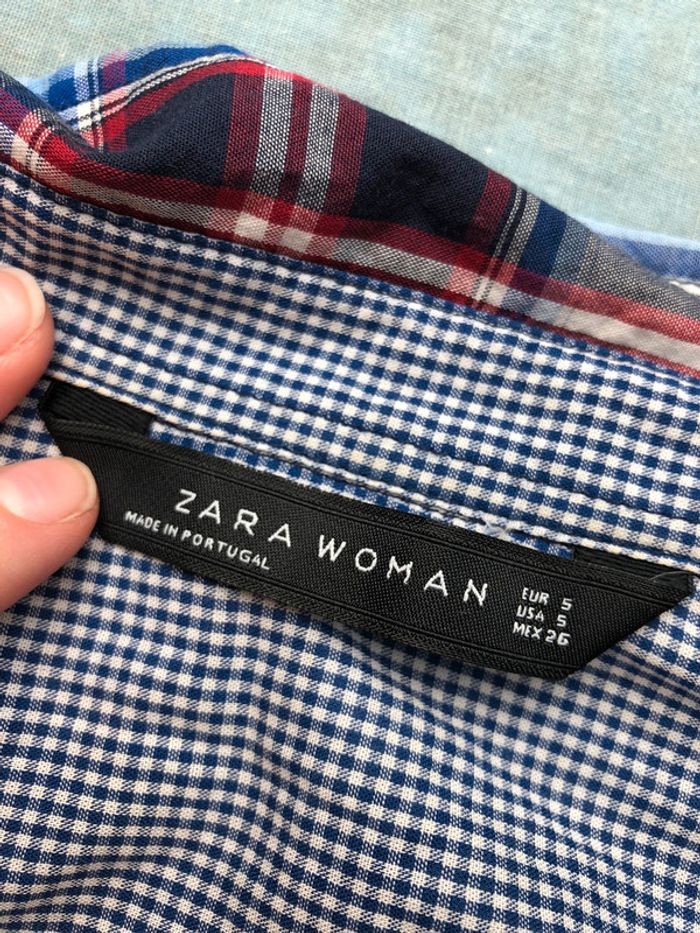 ZARA WOMAN
MADE IN PORTUGAL
EUR S
USA S
MEX 26